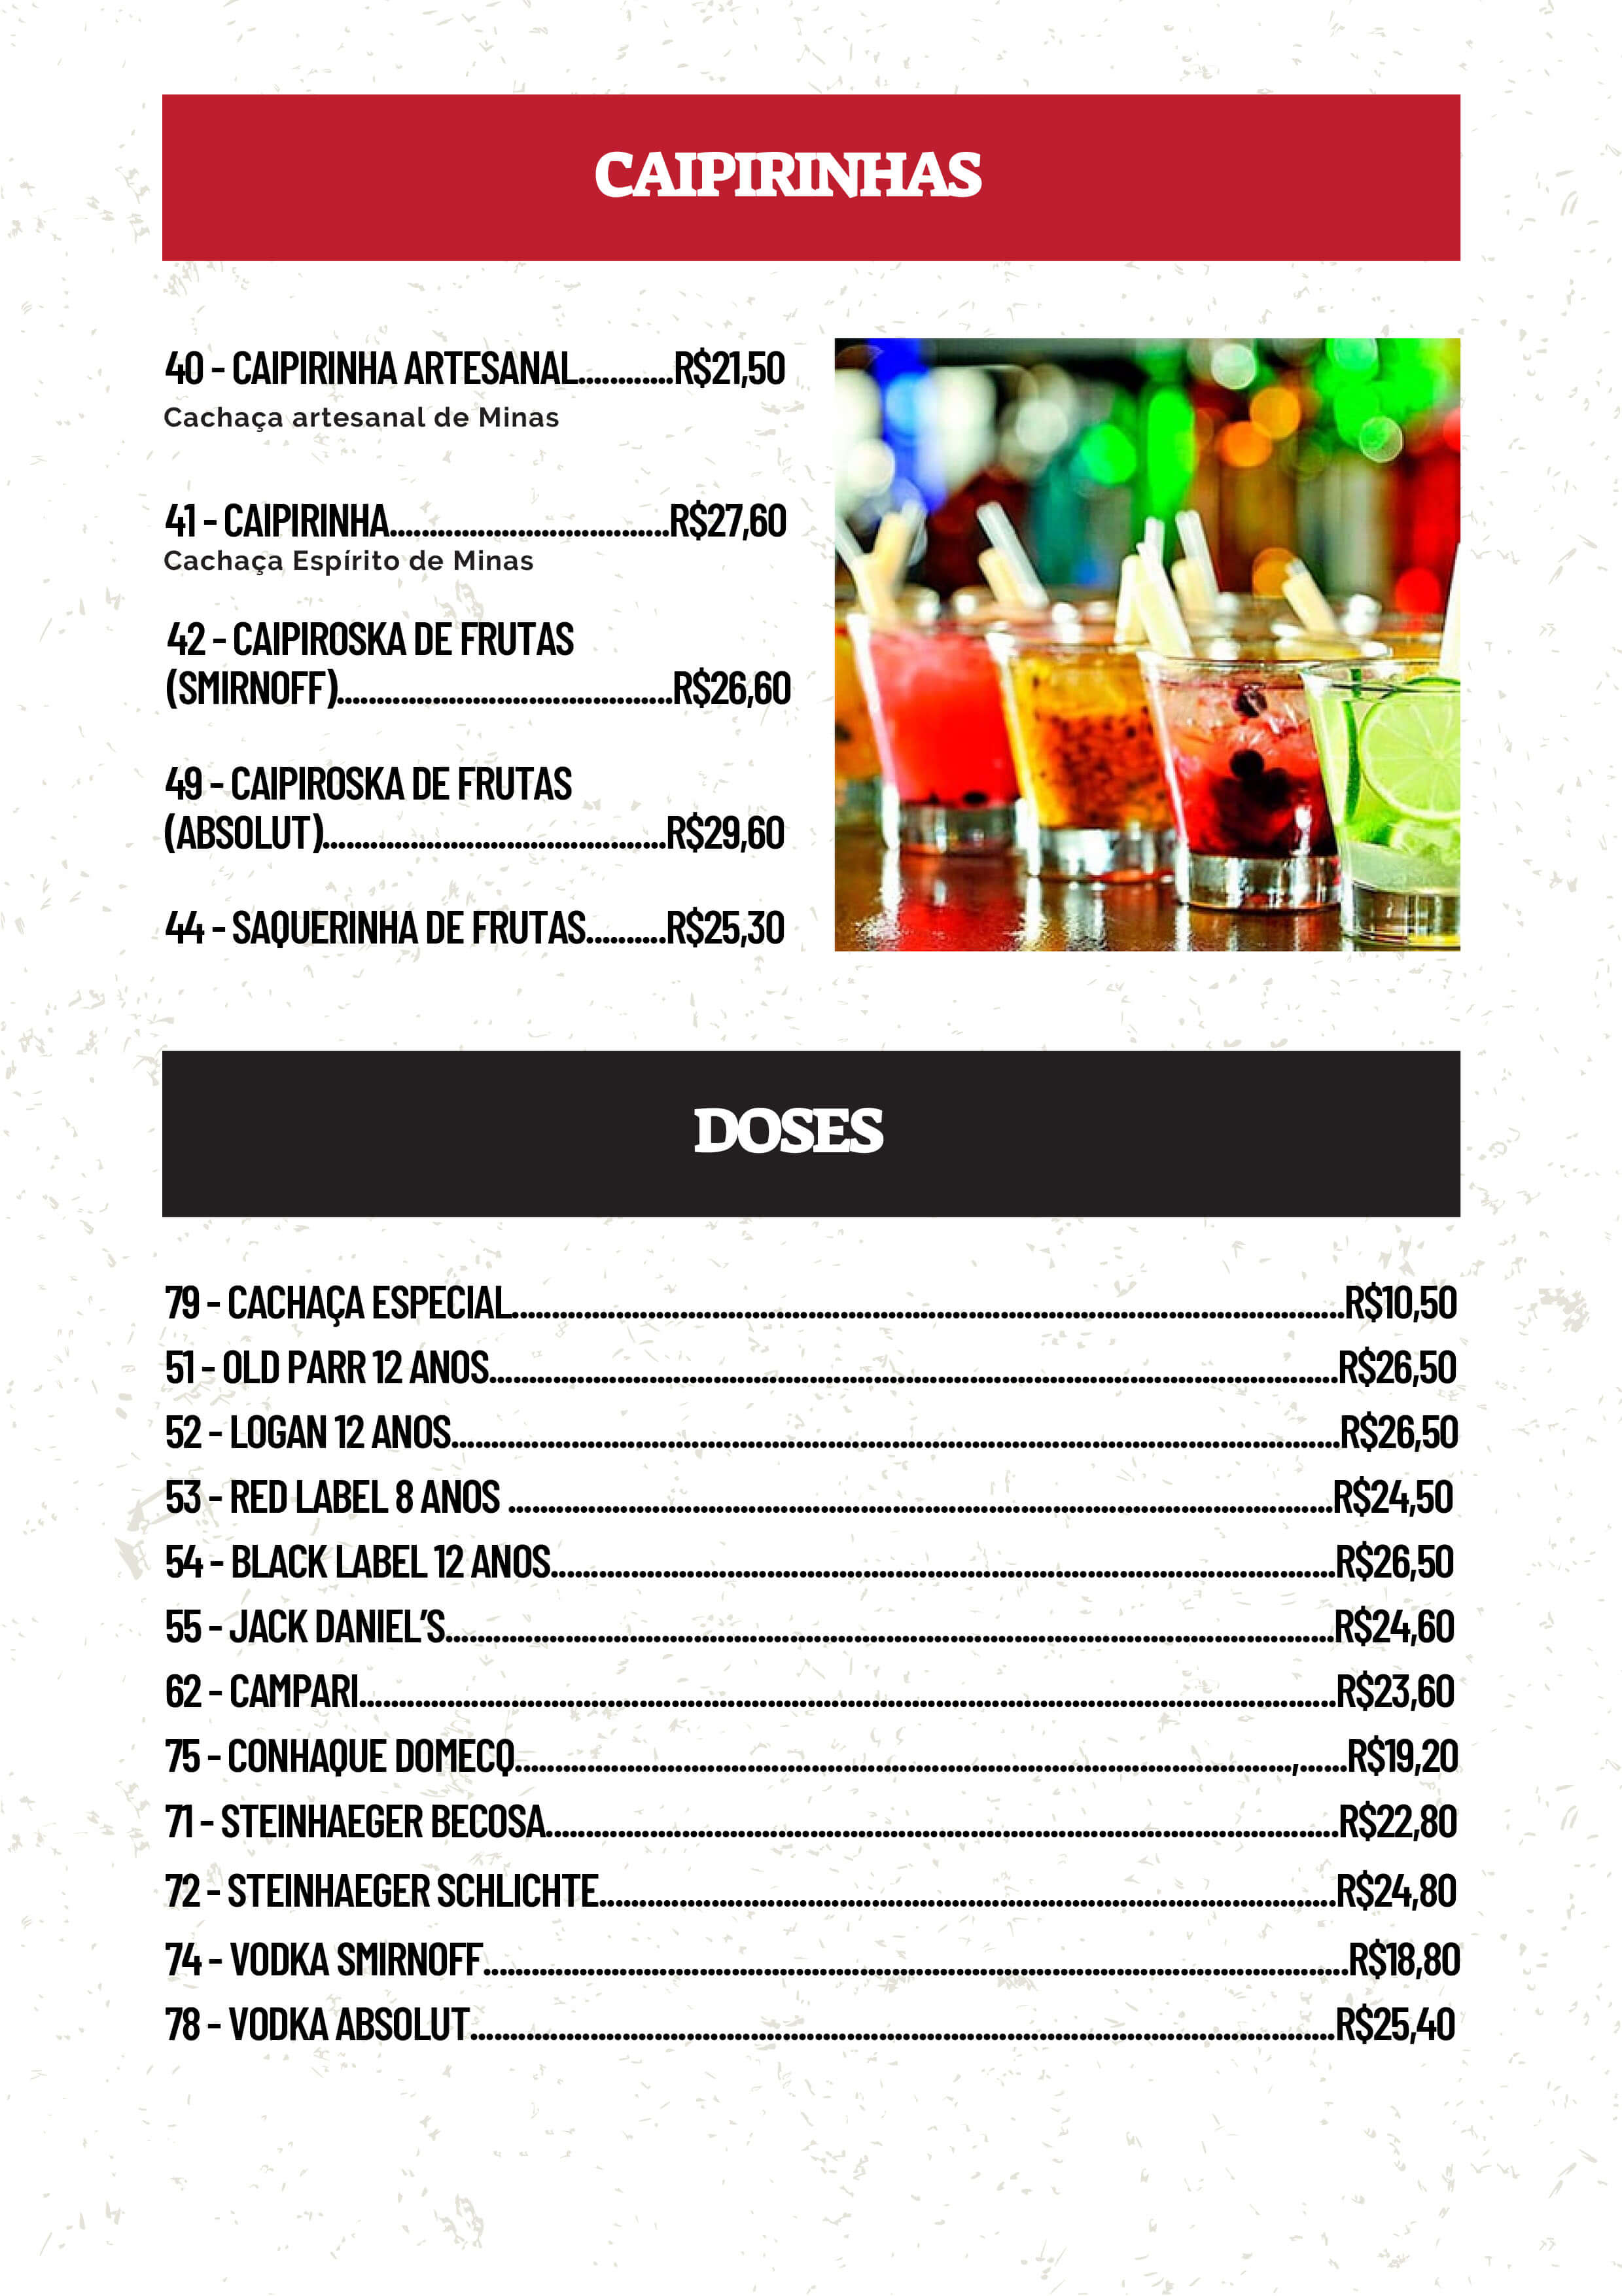 CAIPIRINHAS
40 - CAIPIRINHA ARTESANAL............R$21,50
Cachaça artesanal de Minas
41 - CAIPIRINHA...................................R$27,60
Cachaça Espírito de Minas
42 - CAIPIROSKA DE FRUTAS
(SMIRNOFF)..........................................R$26,60
49 - CAIPIROSKA DE FRUTAS
(ABSOLUT)...........................................R$29,60
44 - SAQUERINHA DE FRUTAS..........R$25,30
DOSES
79 - CACHAÇA ESPECIAL........................................................................................................R$10,50
51 - OLD PARR 12 ANOS..........................................................................................................R$26,50
52 - LOGAN 12 ANOS...............................................................................................................R$26,50
53 - RED LABEL 8 ANOS .......................................................................................................R$24,50
54 - BLACK LABEL 12 ANOS..................................................................................................R$26,50
55 - JACK DANIEL’S...............................................................................................................R$24,60
62 - CAMPARI..........................................................................................................................R$23,60
75 - CONHAQUE DOMECQ.................................................................................................,......R$19,20
71 - STEINHAEGER BECOSA...................................................................................................R$22,80
72 - STEINHAEGER SCHLICHTE............................................................................................R$24,80
74 - VODKA SMIRNOFF............................................................................................................R$18,80
78 - VODKA ABSOLUT............................................................................................................R$25,40